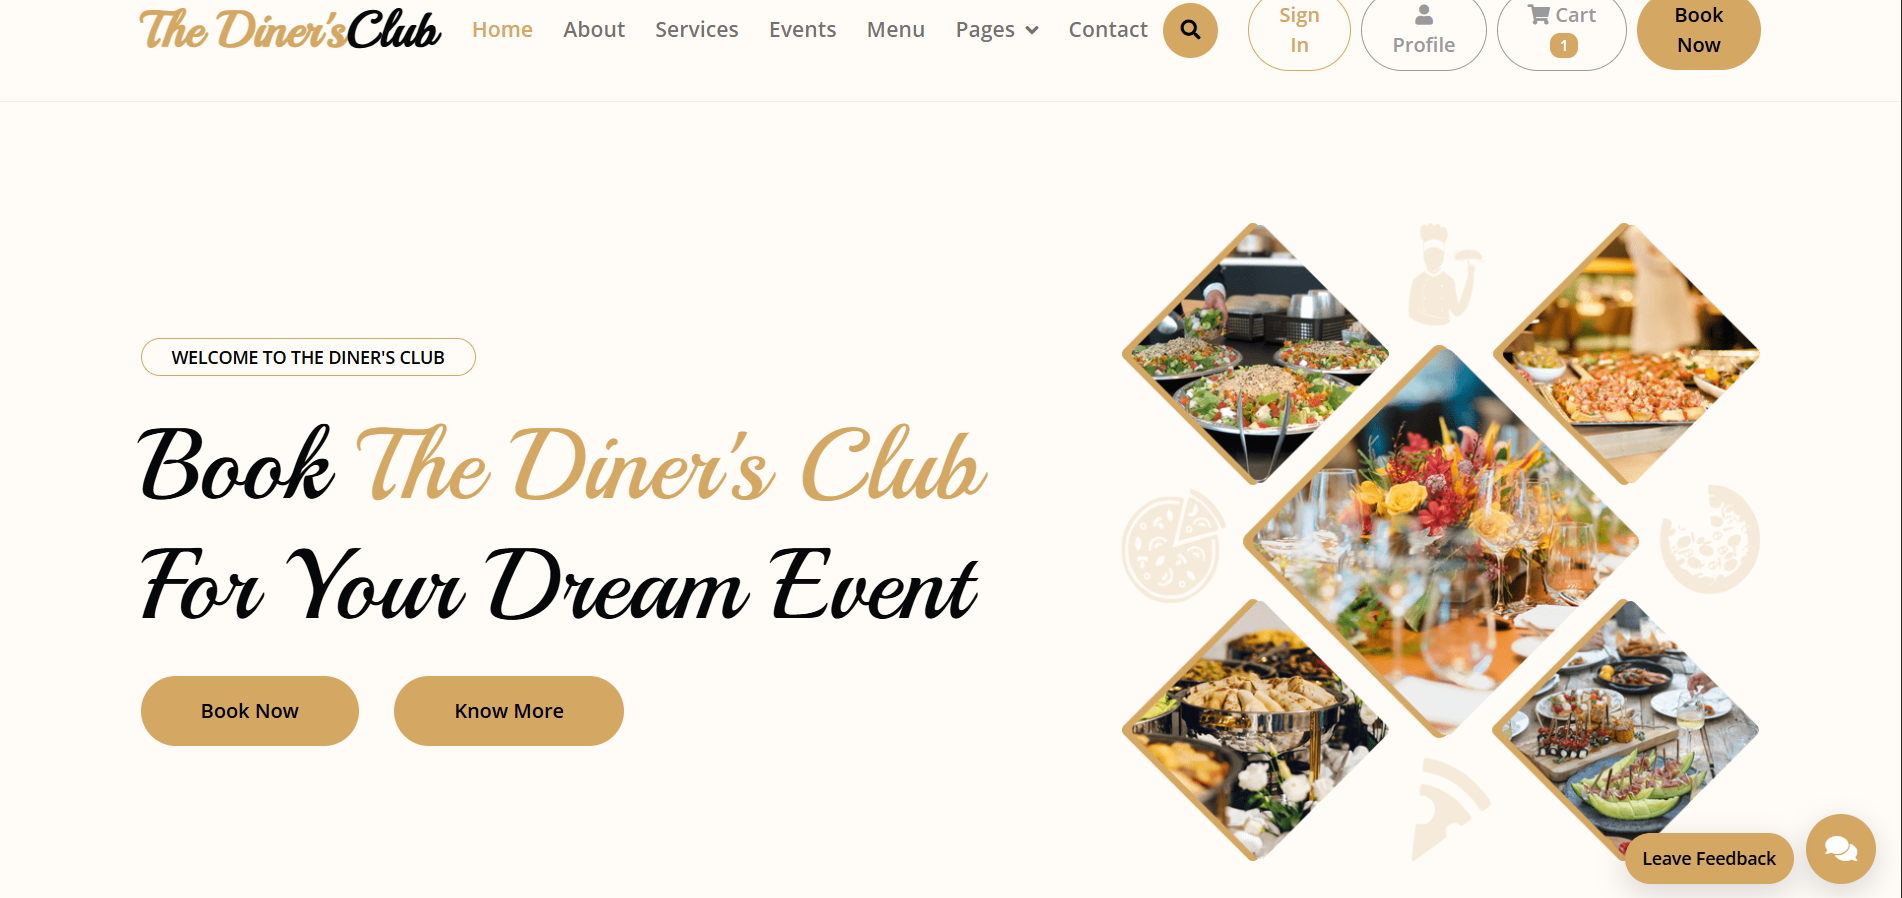 The Diner'sClub
Home About Services Events Menu Pages Contact
Sign
In
Profile
Cart
1
Book
Now
WELCOME TO THE DINER'S CLUB
Book The Diner's Club
For Your Dream Event
Book Now Know More
Leave Feedback